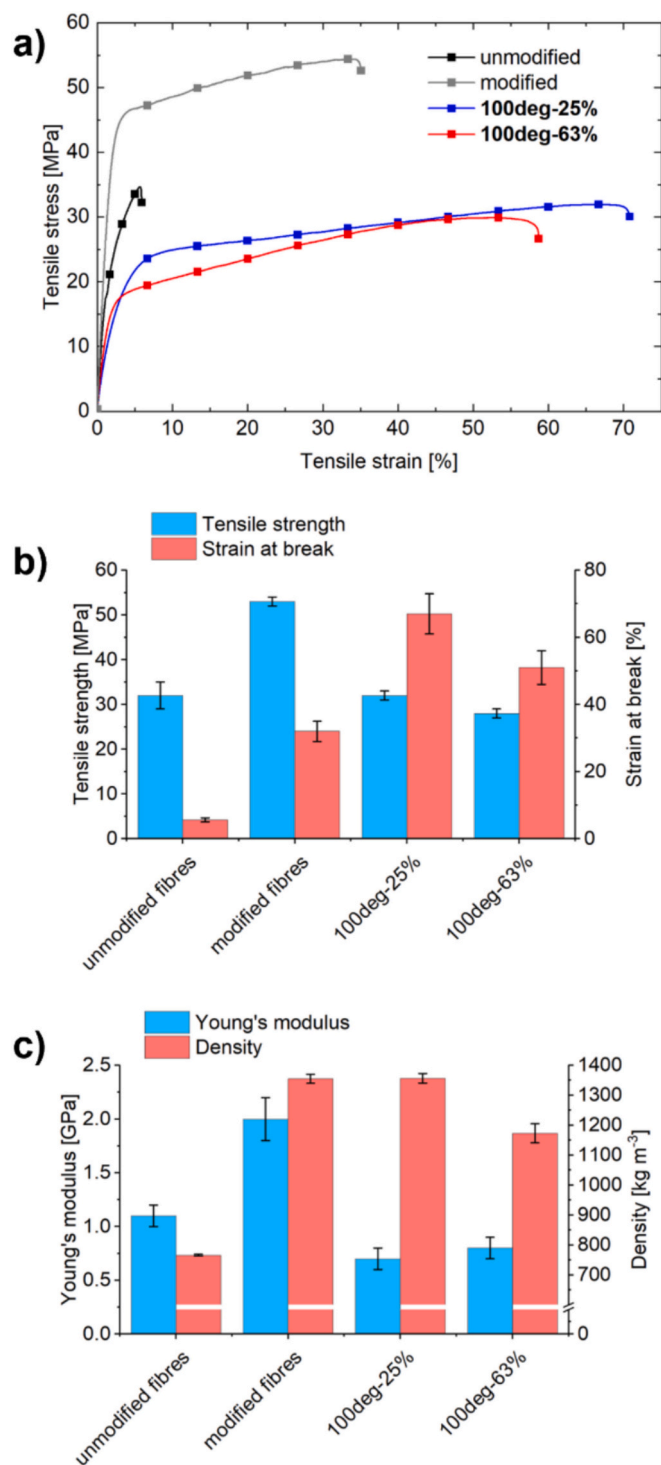 a)
unmodified
modified
100deg-25%
100deg-63%
Tensile stress [MPa]
60
50
40
30
20
10
0
0 10 20 30 40 50 60 70
Tensile strain [%]
b)
Tensile strength
Strain at break
Tensile strength [MPa]
60
50
40
30
20
10
0
80
60
40
20
0
Strain at break [%]
unmodified fibres
modified fibres
100deg-25%
100deg-63%
c)
Young's modulus
Density
Young's modulus [GPa]
2.5
2.0
1.5
1.0
0.5
0.0
1400
1300
1200
1100
1000
900
800
700
0
Density [kg m⁻³]
unmodified fibres
modified fibres
100deg-25%
100deg-63%